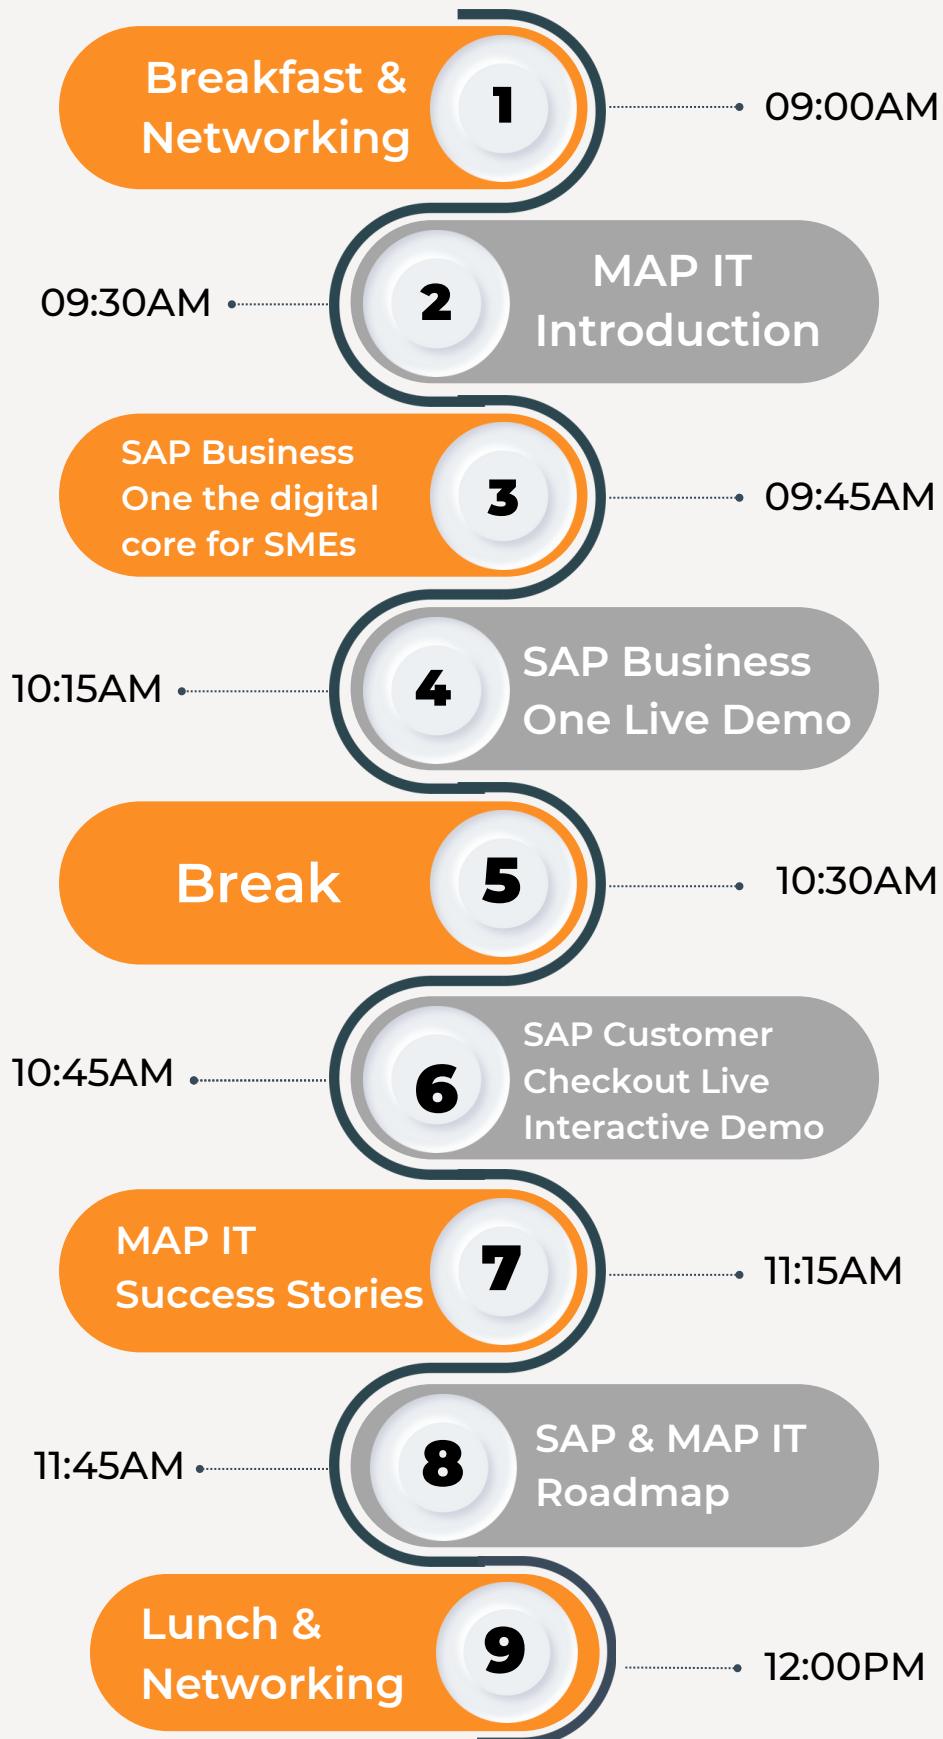 Breakfast &
Networking
1
09:00AM
09:30AM
2
MAP IT
Introduction
SAP Business
One the digital
core for SMEs
3
09:45AM
10:15AM
4
SAP Business
One Live Demo
Break
5
10:30AM
10:45AM
6
SAP Customer
Checkout Live
Interactive Demo
MAP IT
Success Stories
7
11:15AM
11:45AM
8
SAP & MAP IT
Roadmap
Lunch &
Networking
9
12:00PM